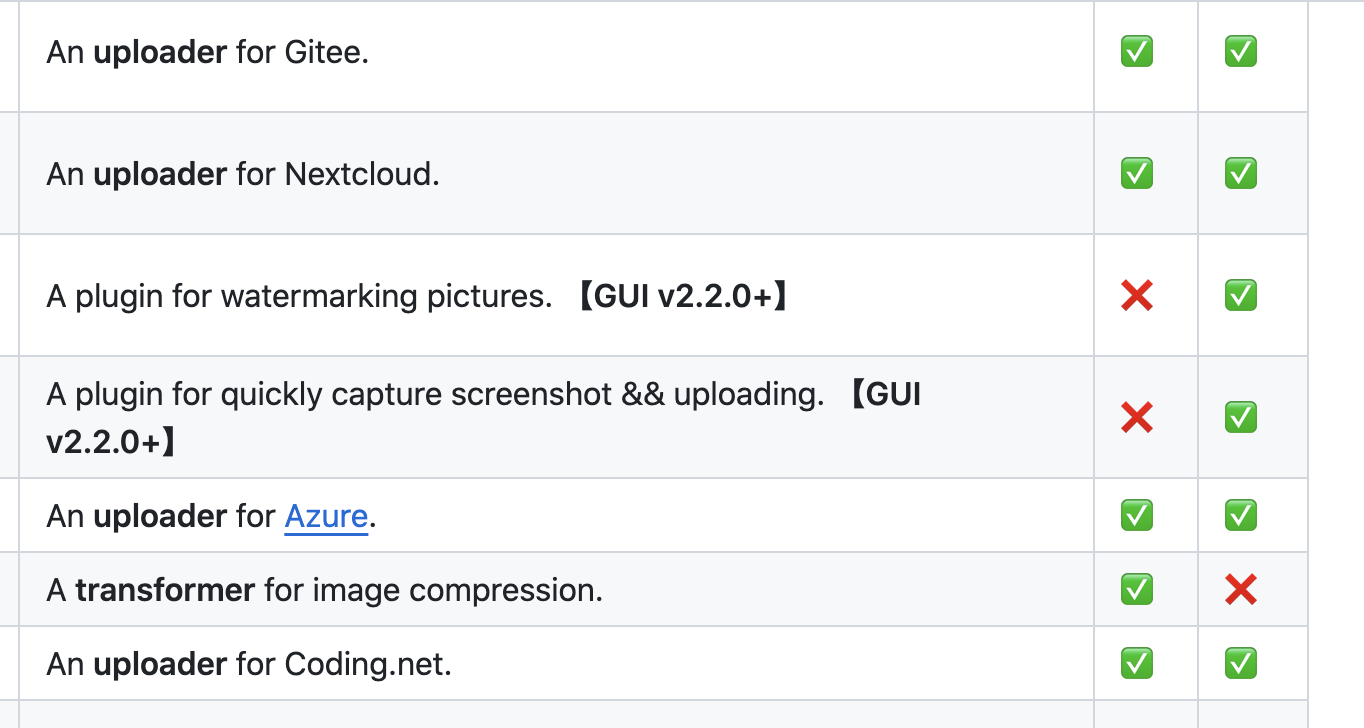 An uploader for Gitee. ✅ ✅
An uploader for Nextcloud. ✅ ✅
A plugin for watermarking pictures. 【GUI v2.2.0+】 ❌ ✅
A plugin for quickly capture screenshot && uploading. 【GUI
v2.2.0+】 ❌ ✅
An uploader for Azure. ✅ ✅
A transformer for image compression. ✅ ❌
An uploader for Coding.net. ✅ ✅